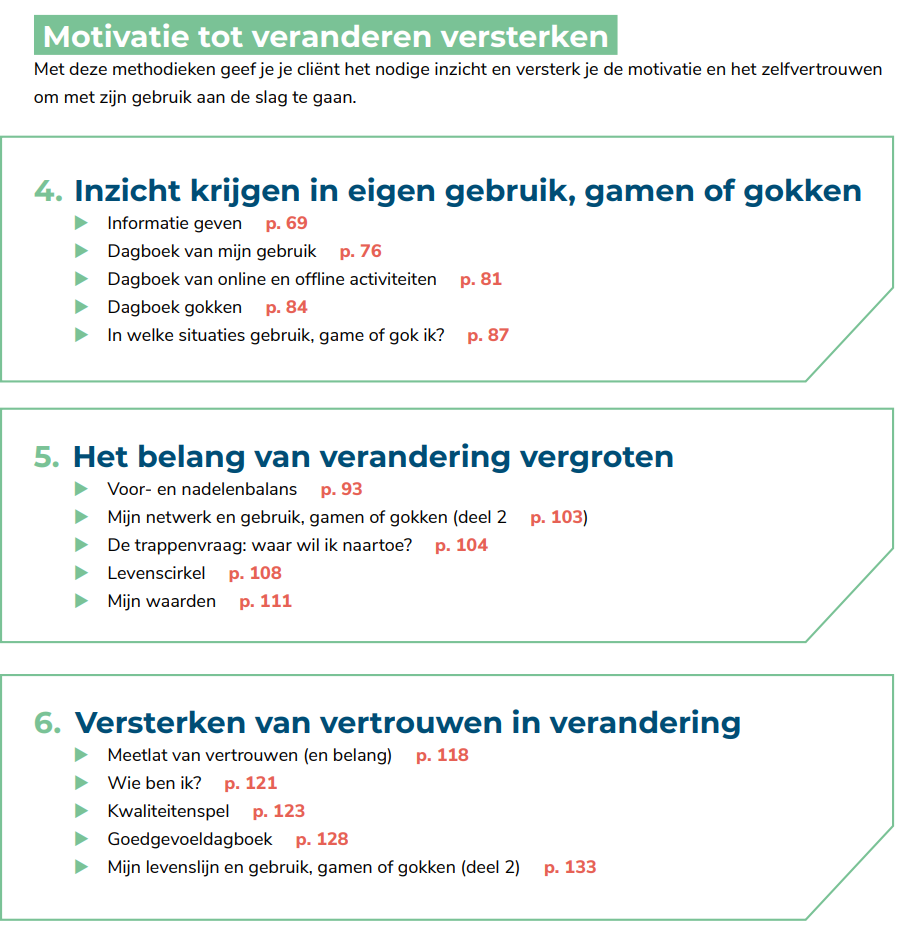 Motivatie tot veranderen versterken
Met deze methodieken geef je je cliënt het nodige inzicht en versterk je de motivatie en het zelfvertrouwen
om met zijn gebruik aan de slag te gaan.
4. Inzicht krijgen in eigen gebruik, gamen of gokken
Informatie geven p. 69
Dagboek van mijn gebruik p. 76
Dagboek van online en offline activiteiten p. 81
Dagboek gokken p. 84
In welke situaties gebruik, game of gok ik? p. 87
5. Het belang van verandering vergroten
Voor- en nadelenbalans p. 93
Mijn netwerk en gebruik, gamen of gokken (deel 2 p. 103)
De trappenvraag: waar wil ik naartoe? p. 104
Levenscirkel p. 108
Mijn waarden p. 111
6. Versterken van vertrouwen in verandering
Meetlat van vertrouwen (en belang) p. 118
Wie ben ik? p. 121
Kwaliteitenspel p. 123
Goedgevoeldagboek p. 128
Mijn levenslijn en gebruik, gamen of gokken (deel 2) p. 133